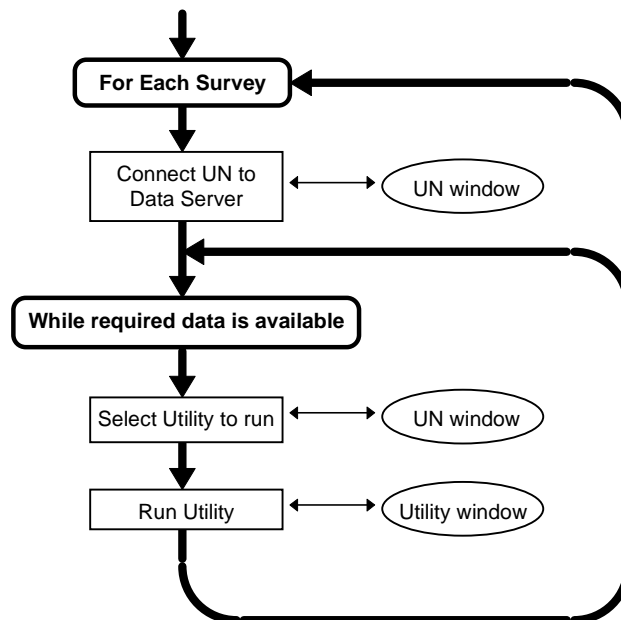 For Each Survey
Connect UN to
Data Server
UN window
While required data is available
Select Utility to run
UN window
Run Utility
Utility window